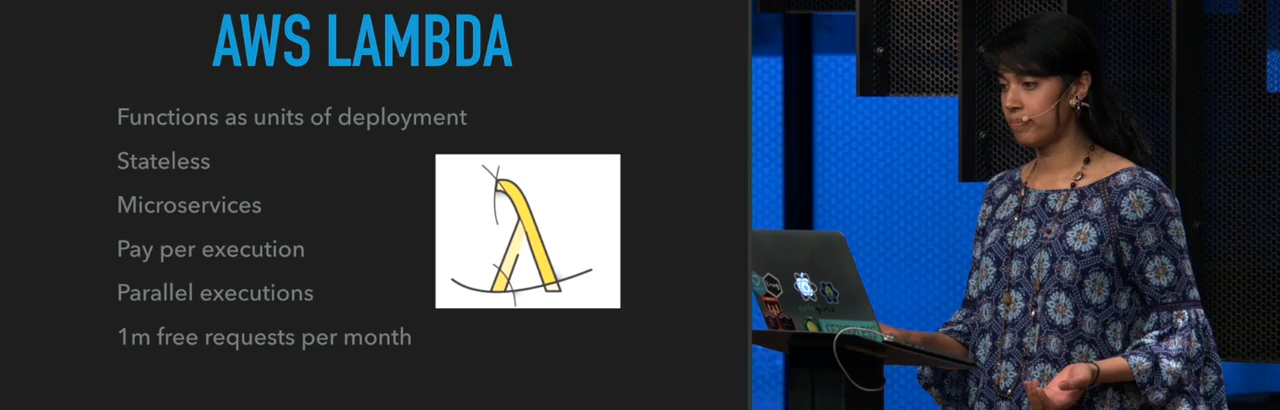 AWS LAMBDA
Functions as units of deployment
Stateless
Microservices
Pay per execution
Parallel executions
1m free requests per month